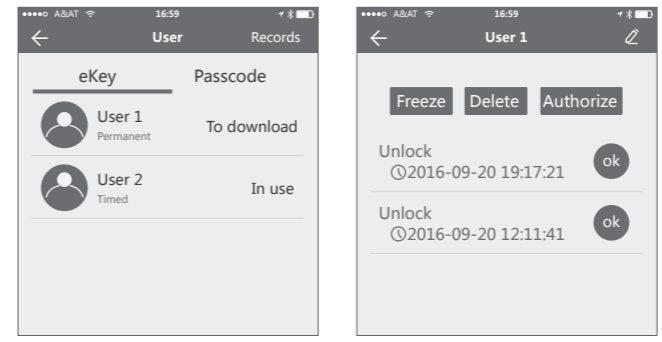 ●●●●○ A&AT 16:59
User Records
eKey Passcode
User 1
Permanent
To download
User 2
Timed
In use
●●●●○ A&AT 16:59
User 1
Freeze Delete Authorize
Unlock
2016-09-20 19:17:21
ok
Unlock
2016-09-20 12:11:41
ok